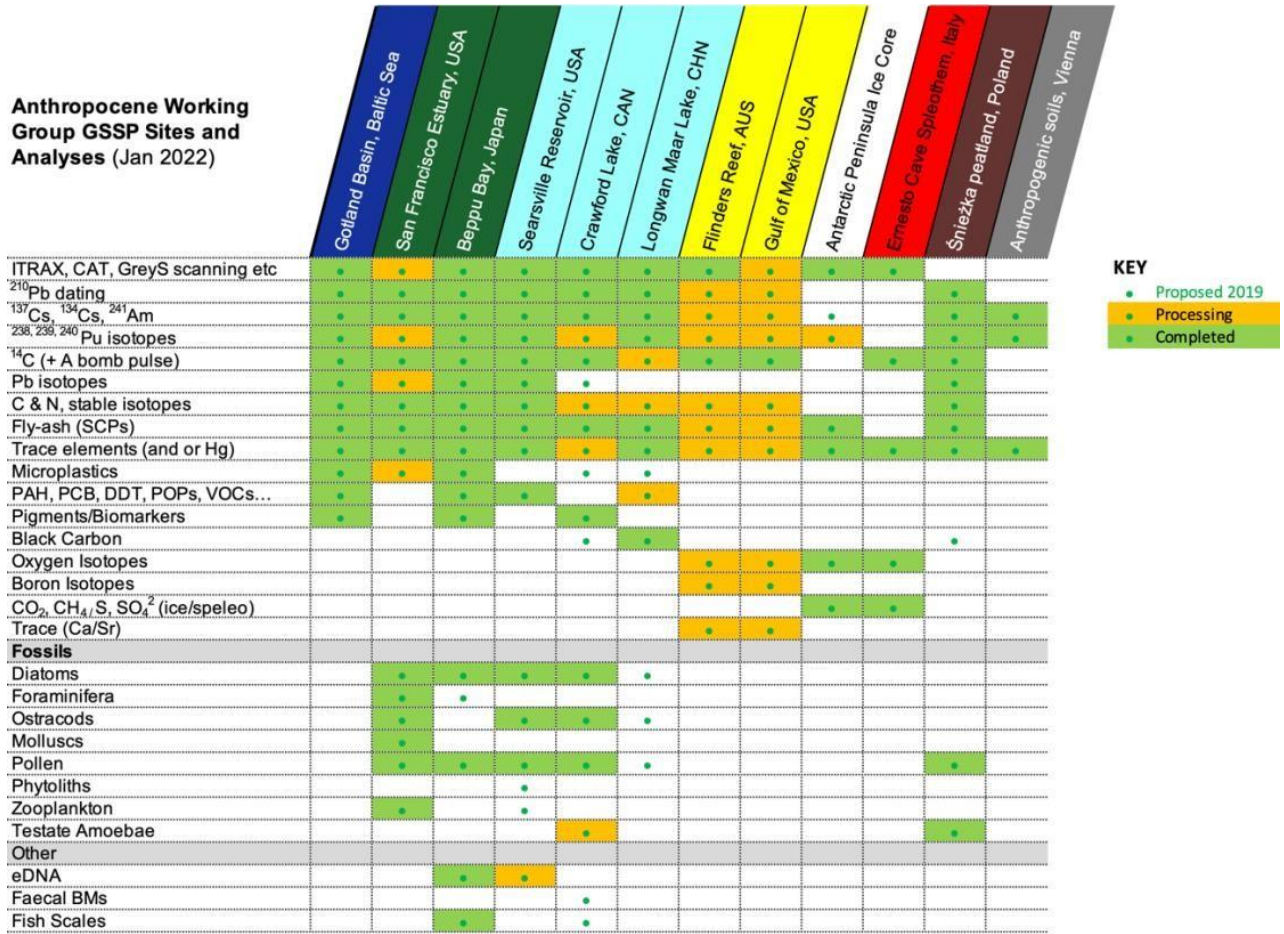 Anthropocene Working
Group GSSP Sites and
Analyses (Jan 2022)
Gotland Basin, Baltic Sea
San Francisco Estuary, USA
Beppu Bay, Japan
Searsville Reservoir, USA
Crawford Lake, CAN
Longwan Maar Lake, CHN
Flinders Reef, AUS
Gulf of Mexico, USA
Antarctic Peninsula Ice Core
Ernesto Cave Spleothem, Italy
Śnieżka peatland, Poland
Anthropogenic soils, Vienna
ITRAX, CAT, GreyS scanning etc
²¹⁰Pb dating
¹³⁷Cs, ¹³⁴Cs, ²⁴¹Am
²³⁸, ²³⁹, ²⁴⁰ Pu isotopes
¹⁴C (+ A bomb pulse)
Pb isotopes
C & N, stable isotopes
Fly-ash (SCPs)
Trace elements (and or Hg)
Microplastics
PAH, PCB, DDT, POPs, VOCs...
Pigments/Biomarkers
Black Carbon
Oxygen Isotopes
Boron Isotopes
CO₂, CH₄/ S, SO₄² (ice/speleo)
Trace (Ca/Sr)
Fossils
Diatoms
Foraminifera
Ostracods
Molluscs
Pollen
Phytoliths
Zooplankton
Testate Amoebae
Other
eDNA
Faecal BMs
Fish Scales
KEY
Proposed 2019
Processing
Completed